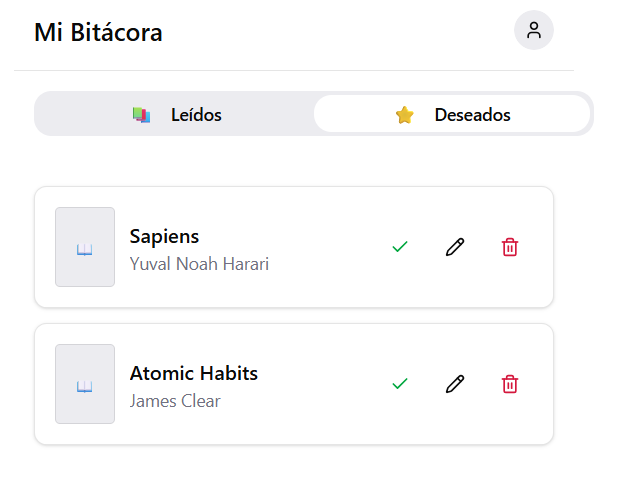 Mi Bitácora
Leídos
Deseados
Sapiens
Yuval Noah Harari
Atomic Habits
James Clear